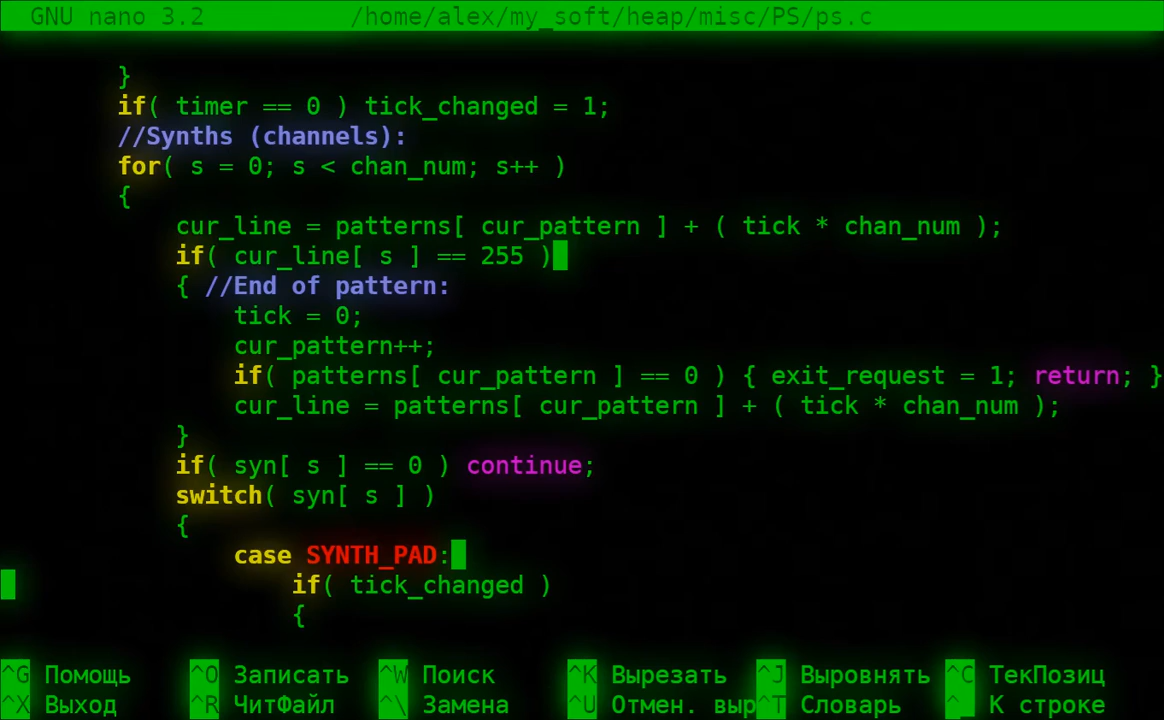 GNU nano 3.2 /home/alex/my_soft/heap/misc/PS/ps.c
}
if( timer == 0 ) tick_changed = 1;
//Synths (channels):
for( s = 0; s < chan_num; s++ )
{
cur_line = patterns[ cur_pattern ] + ( tick * chan_num );
if( cur_line[ s ] == 255 )
{ //End of pattern:
tick = 0;
cur_pattern++;
if( patterns[ cur_pattern ] == 0 ) { exit_request = 1; return; }
cur_line = patterns[ cur_pattern ] + ( tick * chan_num );
}
if( syn[ s ] == 0 ) continue;
switch( syn[ s ] )
{
case SYNTH_PAD:
if( tick_changed )
{
^G Помощь ^O Записать ^W Поиск ^K Вырезать ^J Выровнять ^C ТекПозиц
^X Выход ^R ЧитФайл ^\ Замена ^U Отмен. выр ^T Словарь ^_ К строке